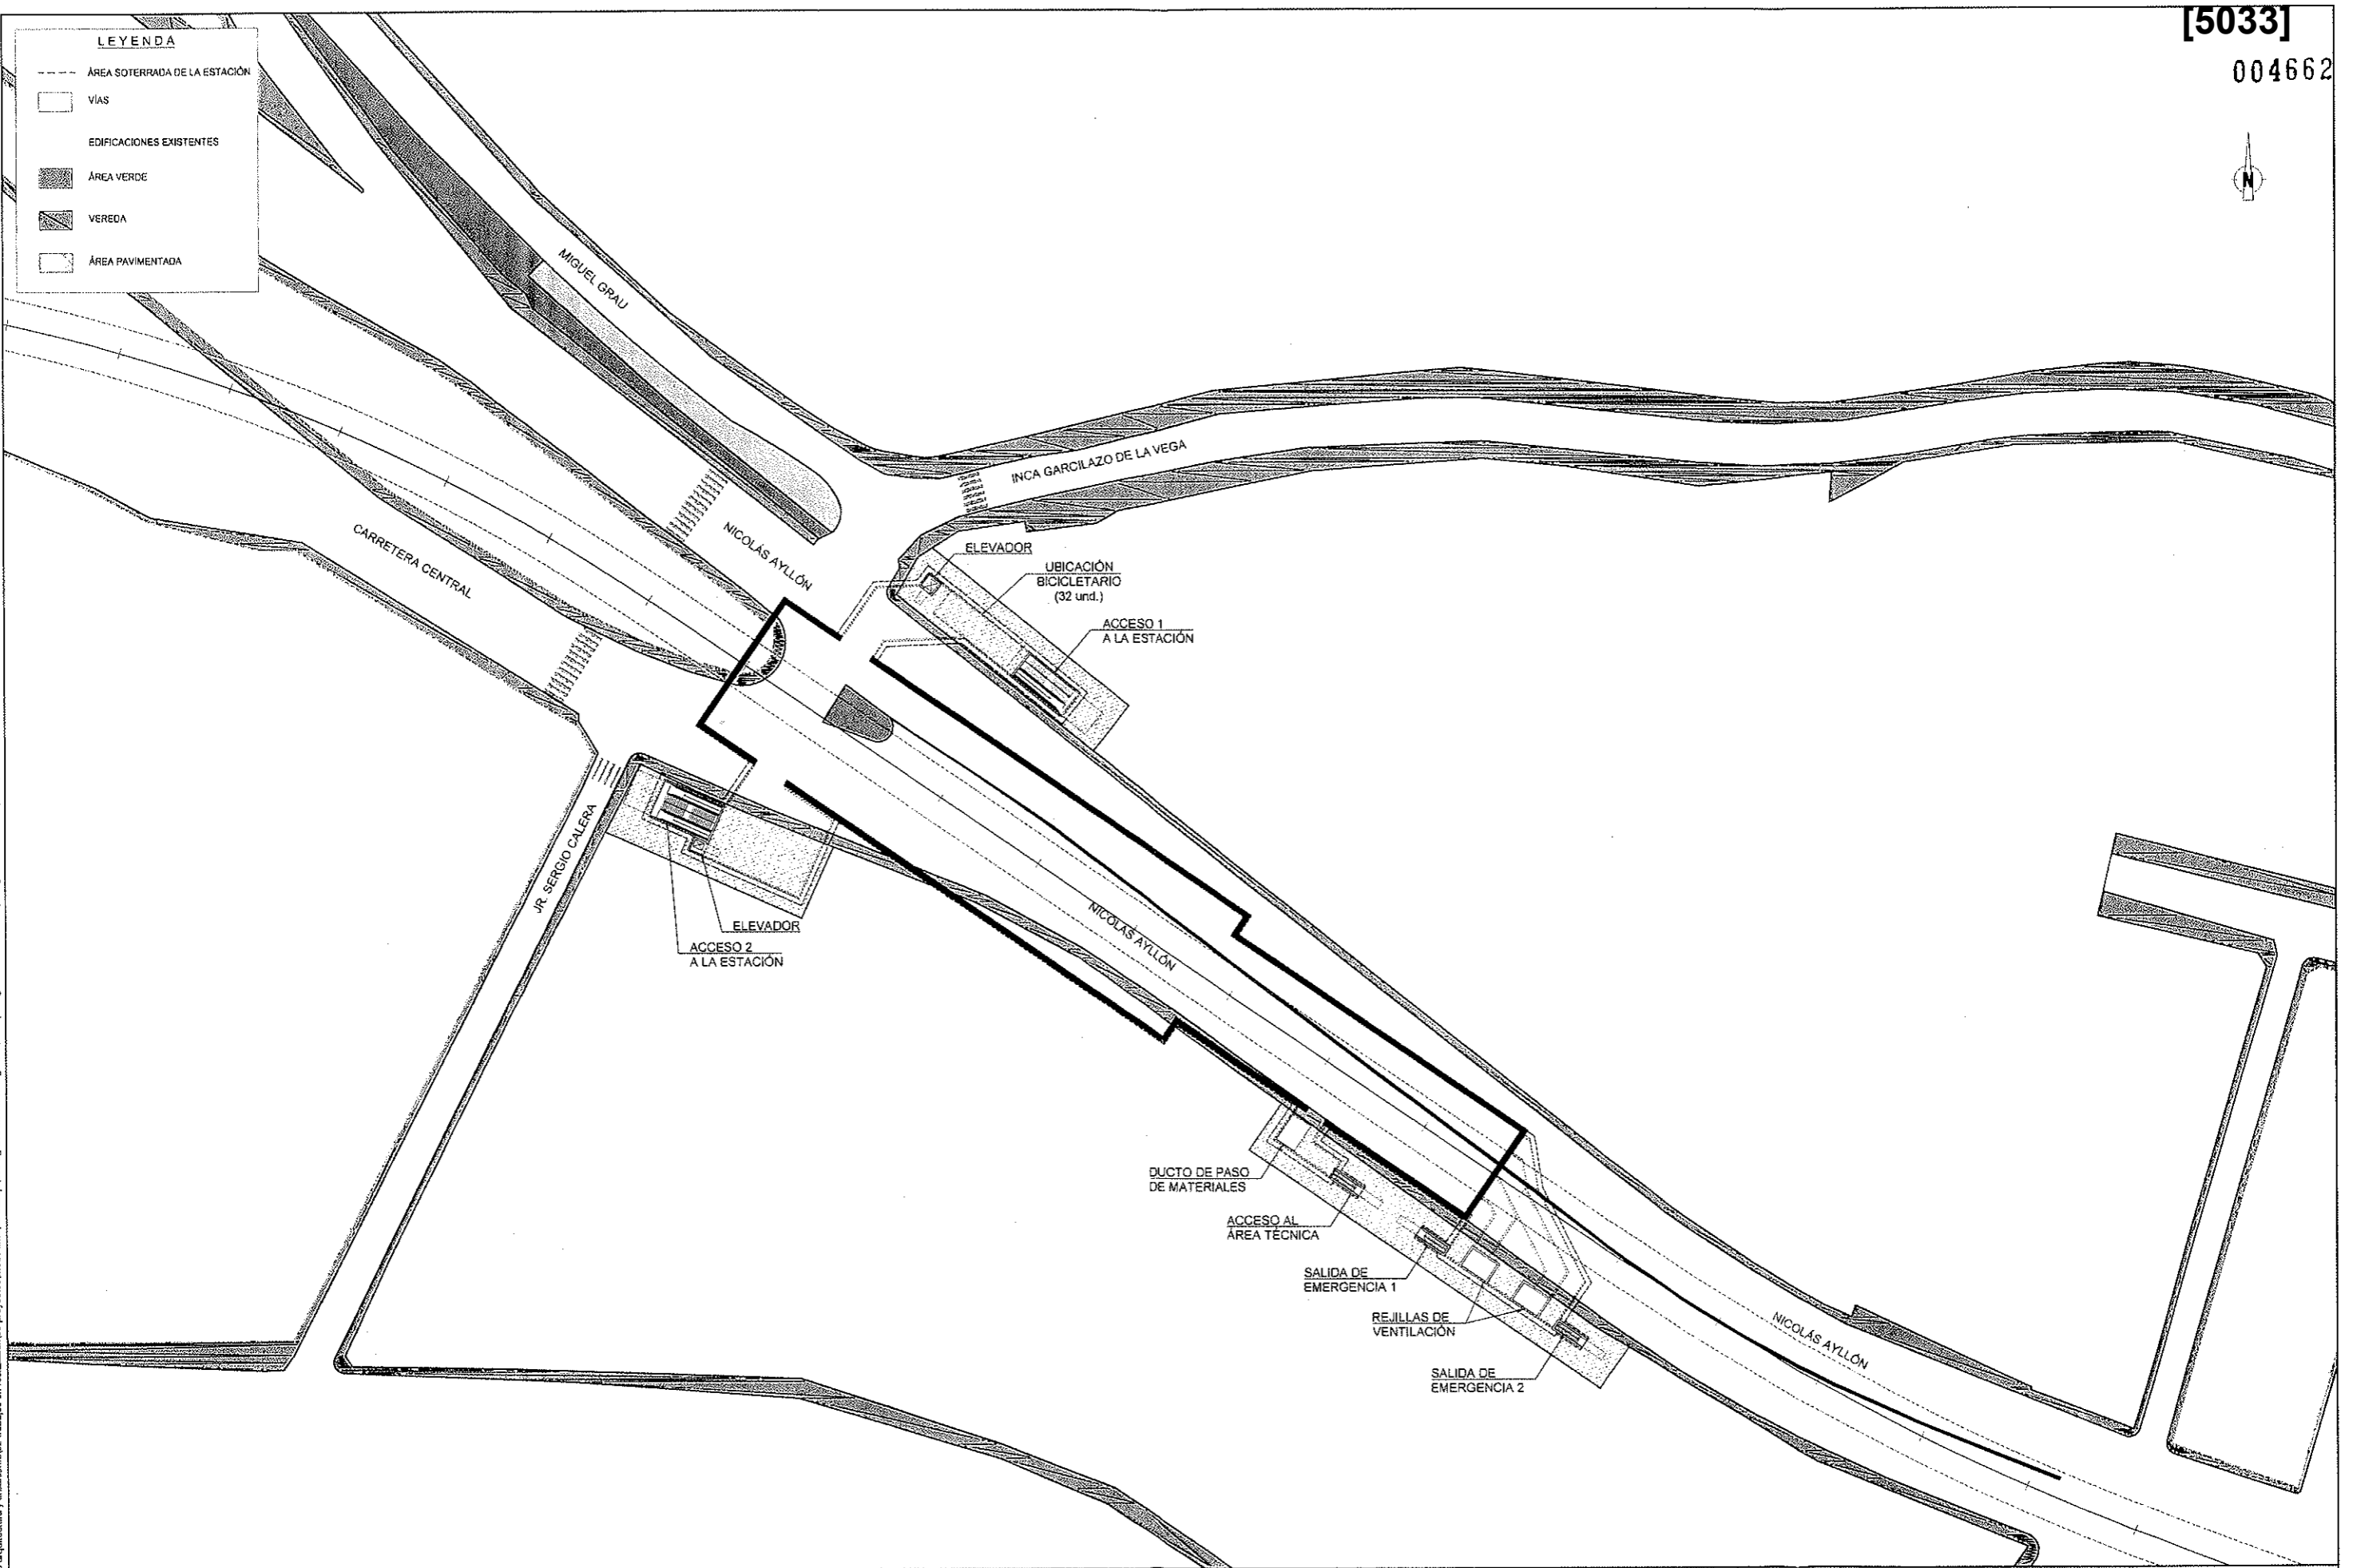 [5033]
004662
LEYENDA
ÁREA SOTERRADA DE LA ESTACIÓN
VÍAS
EDIFICACIONES EXISTENTES
ÁREA VERDE
VEREDA
ÁREA PAVIMENTADA
N
MIGUEL GRAU
INCA GARCILAZO DE LA VEGA
CARRETERA CENTRAL
NICOLÁS AYLLÓN
ELEVADOR
UBICACIÓN
BICICLETARIO
(32 und.)
ACCESO 1
A LA ESTACIÓN
JR. SERGIO CALERA
ELEVADOR
ACCESO 2
A LA ESTACIÓN
NICOLÁS AYLLÓN
DUCTO DE PASO
DE MATERIALES
ACCESO AL
ÁREA TÉCNICA
SALIDA DE
EMERGENCIA 1
REJILLAS DE
VENTILACIÓN
SALIDA DE
EMERGENCIA 2
NICOLÁS AYLLÓN